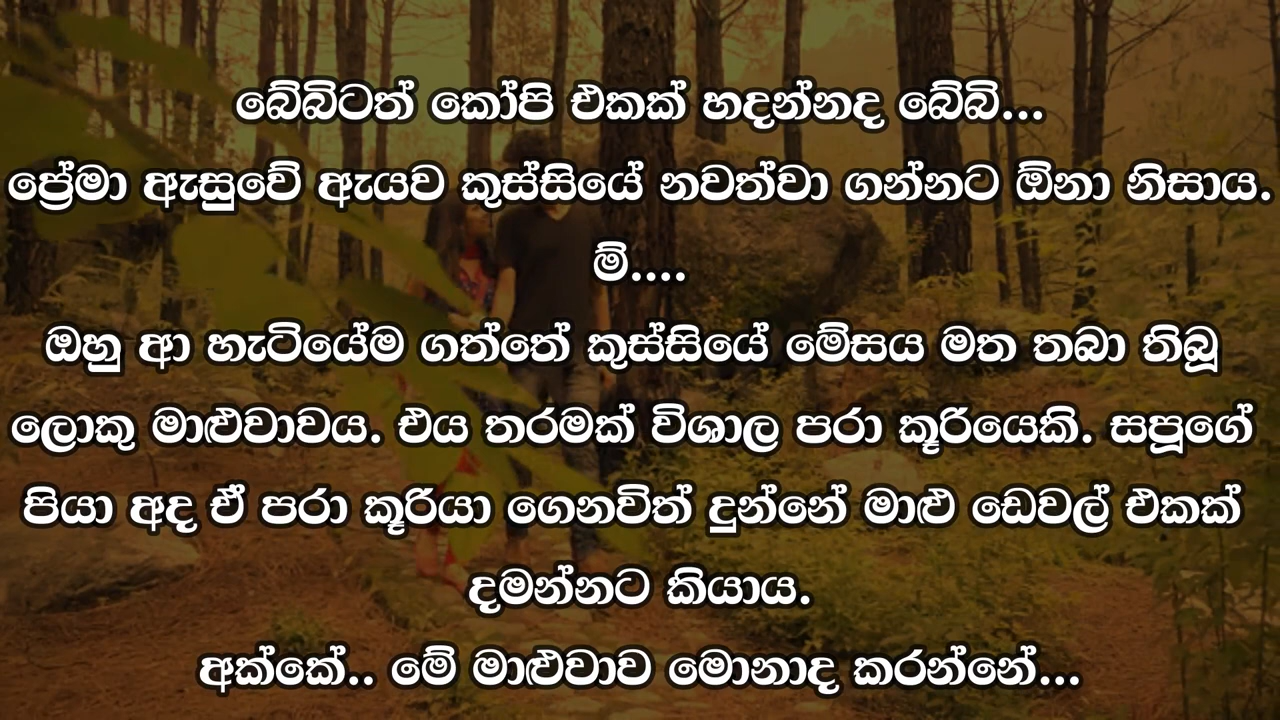 බේබිටත් කෝපි එකක් හදන්නද බේබි...
ප්‍රේමා ඇසුවේ ඇයව කුස්සියේ නවත්වා ගන්නට ඕනා නිසාය.
ම්....
ඔහු ආ හැටියේම ගත්තේ කුස්සියේ මේසය මත තබා තිබූ
ලොකු මාළුවාවය. එය තරමක් විශාල පරා කූරියෙකි. සපූගේ
පියා අද ඒ පරා කූරියා ගෙනවිත් දුන්නේ මාළු ඩෙවල් එකක්
දමන්නට කියාය.
අක්කේ.. මේ මාළුවාව මොනාද කරන්නේ...